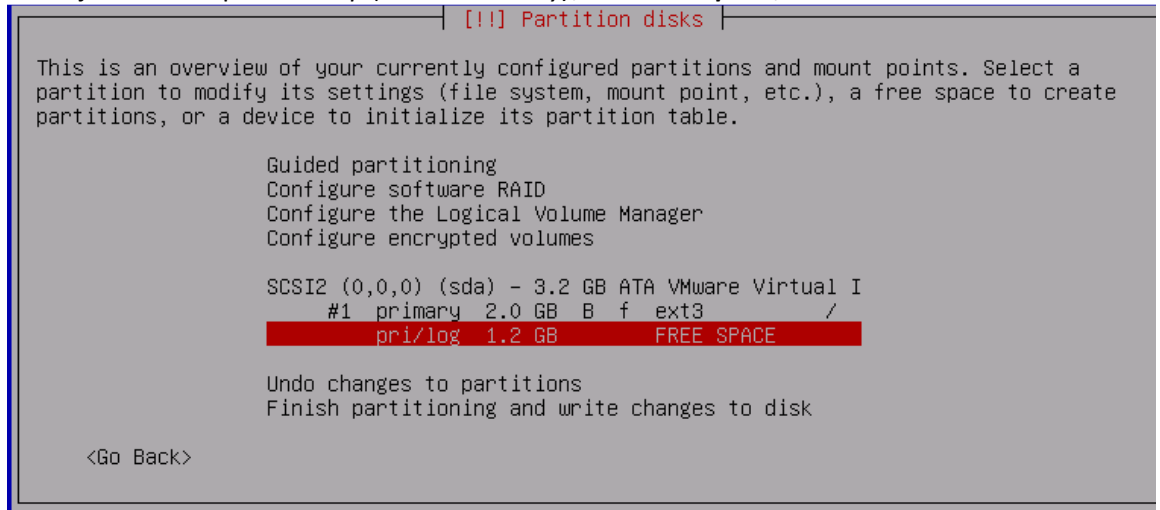 [!!] Partition disks
This is an overview of your currently configured partitions and mount points. Select a
partition to modify its settings (file system, mount point, etc.), a free space to create
partitions, or a device to initialize its partition table.
Guided partitioning
Configure software RAID
Configure the Logical Volume Manager
Configure encrypted volumes
SCSI2 (0,0,0) (sda) - 3.2 GB ATA VMware Virtual I
#1 primary 2.0 GB B f ext3 /
pri/log 1.2 GB FREE SPACE
Undo changes to partitions
Finish partitioning and write changes to disk
<Go Back>